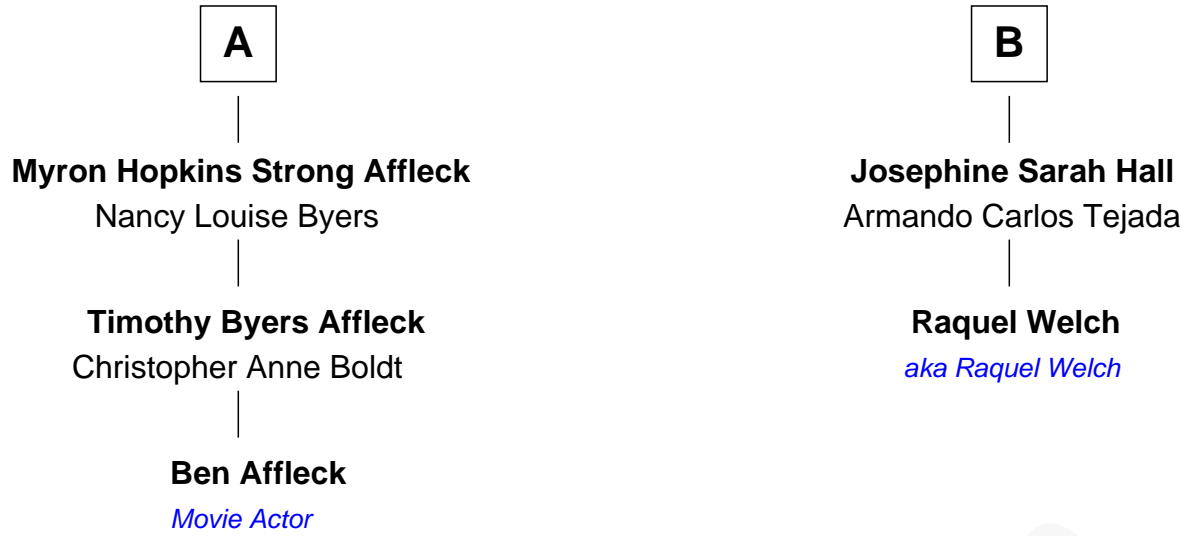 A
Myron Hopkins Strong Affleck
Nancy Louise Byers
Timothy Byers Affleck
Christopher Anne Boldt
Ben Affleck
Movie Actor
B
Josephine Sarah Hall
Armando Carlos Tejada
Raquel Welch
aka Raquel Welch